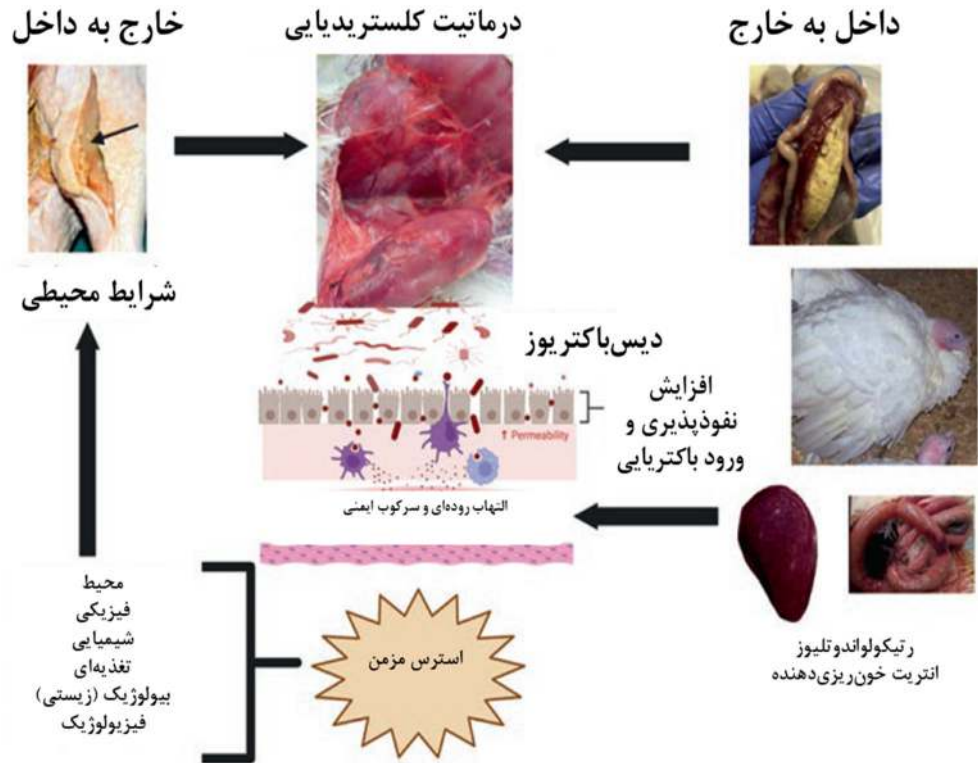 داخل به خارج
درماتیت کلستریدیایی
خارج به داخل
شرایط محیطی
دیس‌باکتریوز
افزایش
نفوذپذیری و
ورود باکتریایی
↑ Permeability
التهاب روده‌ای و سرکوب ایمنی
محیط
فیزیکی
شیمیایی
تغذیه‌ای
بیولوژیک (زیستی)
فیزیولوژیک
استرس مزمن
رتیکولواندوتلیوز
انتریت خون‌ریزی‌دهنده